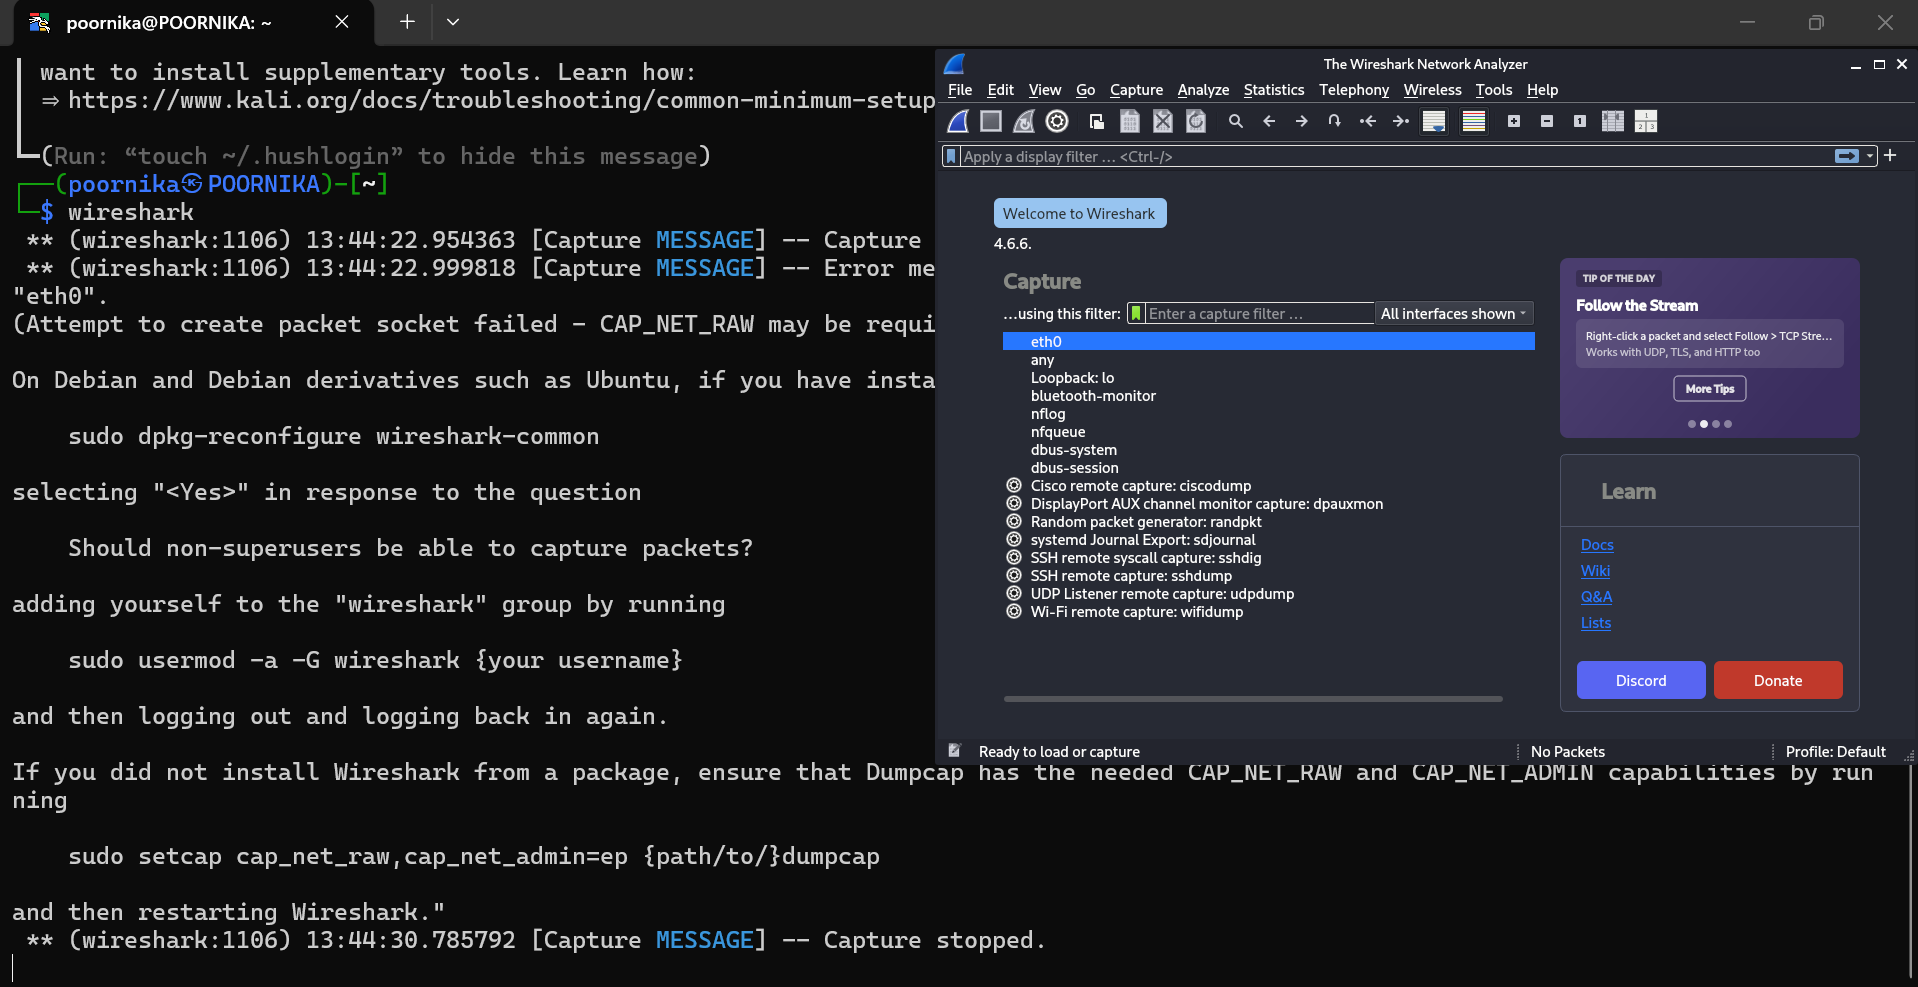 poornika@POORNIKA: ~
want to install supplementary tools. Learn how:
⇒ https://www.kali.org/docs/troubleshooting/common-minimum-setup
(Run: “touch ~/.hushlogin” to hide this message)
(poornika㉿POORNIKA)-[~]
$ wireshark
** (wireshark:1106) 13:44:22.954363 [Capture MESSAGE] -- Capture
** (wireshark:1106) 13:44:22.999818 [Capture MESSAGE] -- Error me
"eth0".
(Attempt to create packet socket failed - CAP_NET_RAW may be requi
On Debian and Debian derivatives such as Ubuntu, if you have insta
sudo dpkg-reconfigure wireshark-common
selecting "<Yes>" in response to the question
Should non-superusers be able to capture packets?
adding yourself to the "wireshark" group by running
sudo usermod -a -G wireshark {your username}
and then logging out and logging back in again.
If you did not install Wireshark from a package, ensure that Dumpcap has the needed CAP_NET_RAW and CAP_NET_ADMIN capabilities by run
ning
sudo setcap cap_net_raw,cap_net_admin=ep {path/to/}dumpcap
and then restarting Wireshark."
** (wireshark:1106) 13:44:30.785792 [Capture MESSAGE] -- Capture stopped.
The Wireshark Network Analyzer
File Edit View Go Capture Analyze Statistics Telephony Wireless Tools Help
Apply a display filter … <Ctrl-/>
Welcome to Wireshark
4.6.6.
Capture
…using this filter: Enter a capture filter … All interfaces shown
eth0
any
Loopback: lo
bluetooth-monitor
nflog
nfqueue
dbus-system
dbus-session
Cisco remote capture: ciscodump
DisplayPort AUX channel monitor capture: dpauxmon
Random packet generator: randpkt
systemd Journal Export: sdjournal
SSH remote syscall capture: sshdig
SSH remote capture: sshdump
UDP Listener remote capture: udpdump
Wi-Fi remote capture: wifidump
TIP OF THE DAY
Follow the Stream
Right-click a packet and select Follow > TCP Stre...
Works with UDP, TLS, and HTTP too
More Tips
Learn
Docs
Wiki
Q&A
Lists
Discord Donate
Ready to load or capture No Packets Profile: Default